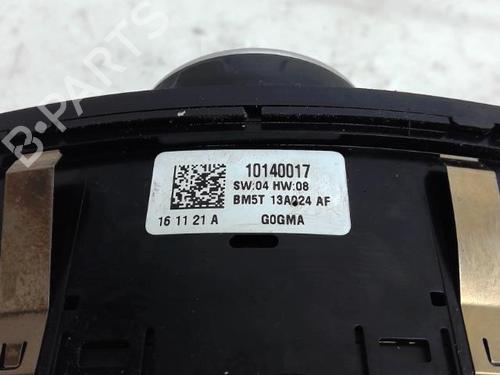 B-PARTS
10140017
SW:04 HW:08
BM5T 13A024 AF
16 11 21 A
G0GMA